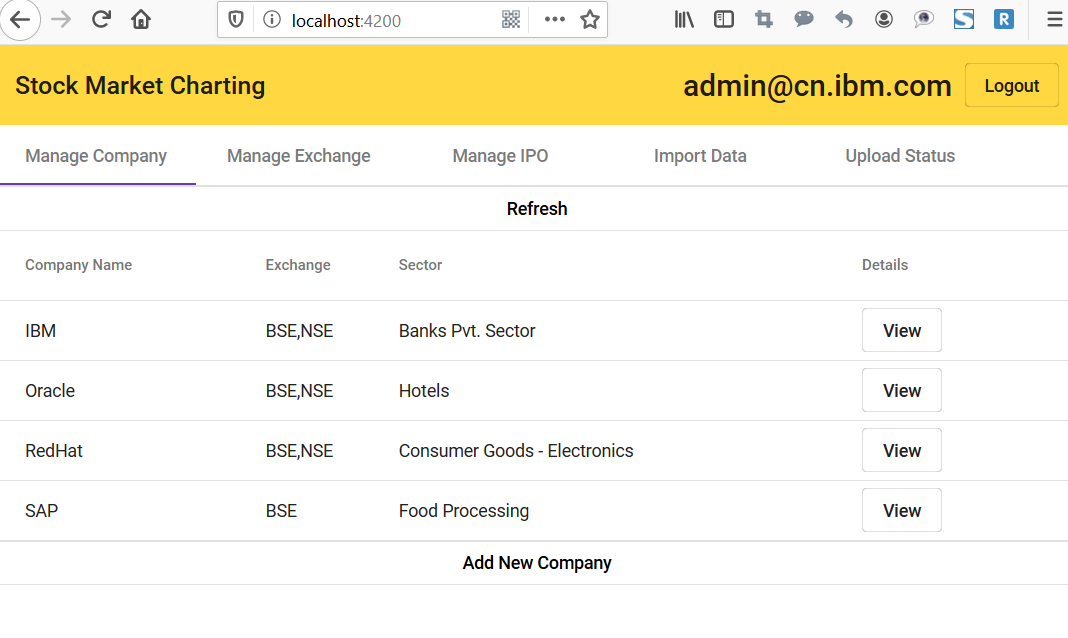 localhost:4200
S
R
Stock Market Charting admin@cn.ibm.com Logout
Manage Company Manage Exchange Manage IPO Import Data Upload Status
Refresh
Company Name Exchange Sector Details
IBM BSE,NSE Banks Pvt. Sector View
Oracle BSE,NSE Hotels View
RedHat BSE,NSE Consumer Goods - Electronics View
SAP BSE Food Processing View
Add New Company